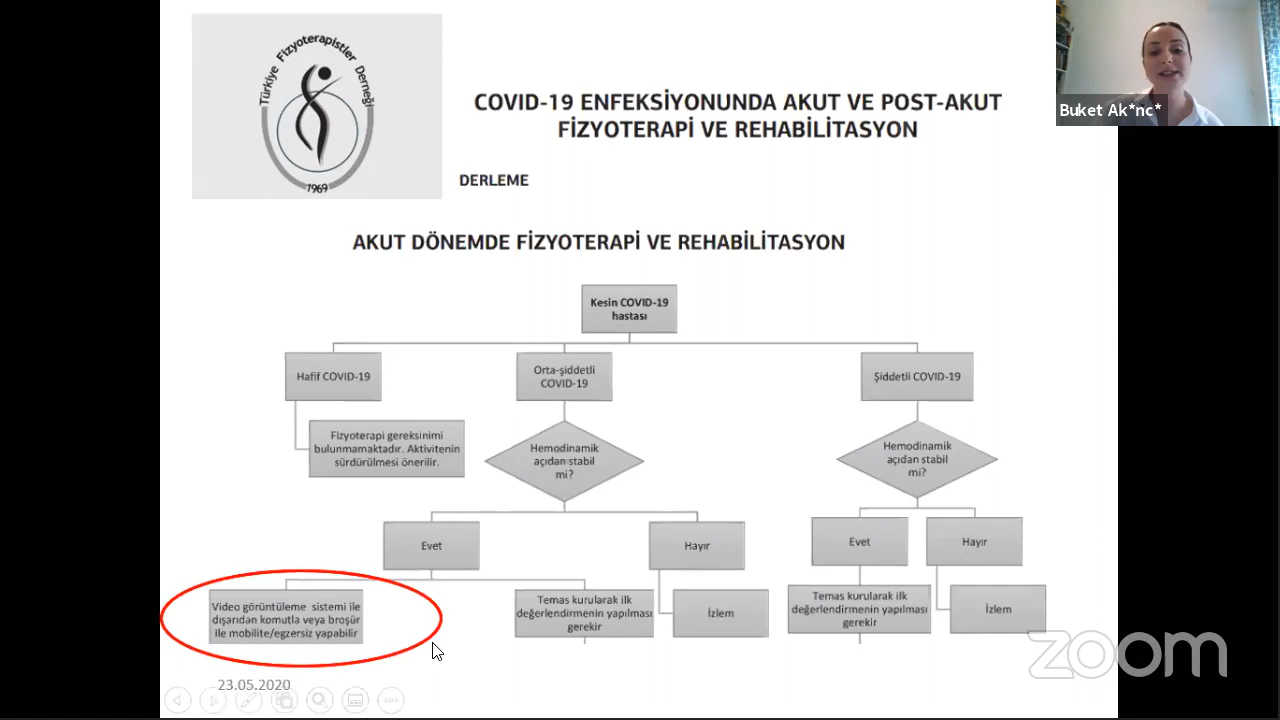 Türkiye Fizyoterapistler Derneği
1969
COVID-19 ENFEKSİYONUNDA AKUT VE POST-AKUT
FİZYOTERAPİ VE REHABİLİTASYON
DERLEME
Buket Ak*nc*
AKUT DÖNEMDE FİZYOTERAPİ VE REHABİLİTASYON
Kesin COVID-19
hastası
Hafif COVID-19
Orta-şiddetli
COVID-19
Şiddetli COVID-19
Fizyoterapi gereksinimi
bulunmamaktadır. Aktivitenin
sürdürülmesi önerilir.
Hemodinamik
açıdan stabil
mi?
Hemodinamik
açıdan stabil
mi?
Evet
Hayır
Evet
Hayır
Video görüntüleme sistemi ile
dışarıdan komutla veya broşür
ile mobilite/egzersiz yapabilir
Temas kurularak ilk
değerlendirmenin yapılması
gerekir
İzlem
Temas kurularak ilk
değerlendirmenin yapılması
gerekir
İzlem
23.05.2020
zoom